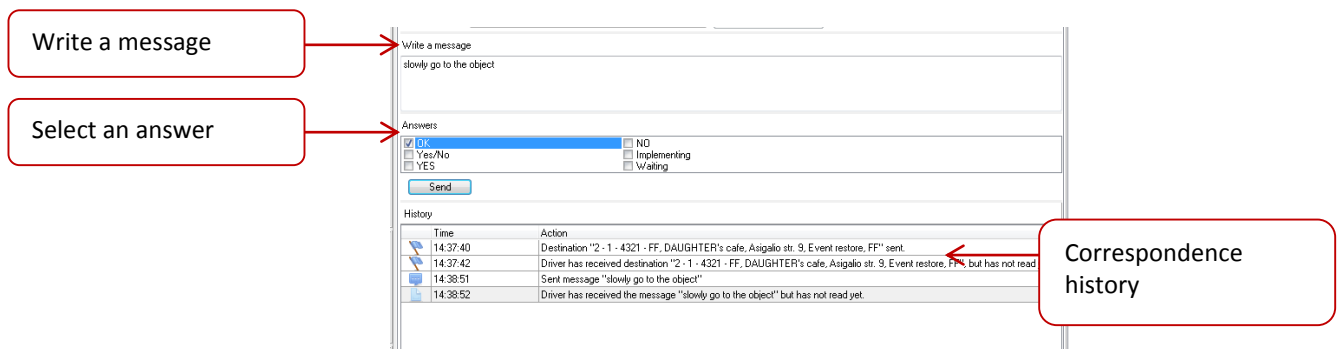 Write a message
Write a message
slowly go to the object
Select an answer
Answers
OK
NO
Yes/No
Implementing
YES
Waiting
Send
History
Time Action
14:37:40 Destination "2 - 1 - 4321 - FF, DAUGHTER's cafe, Asigalio str. 9, Event restore, FF" sent.
14:37:42 Driver has received destination "2 - 1 - 4321 - FF, DAUGHTER's cafe, Asigalio str. 9, Event restore, FF", but has not read
14:38:51 Sent message "slowly go to the object"
14:38:52 Driver has received the message "slowly go to the object" but has not read yet.
Correspondence
history